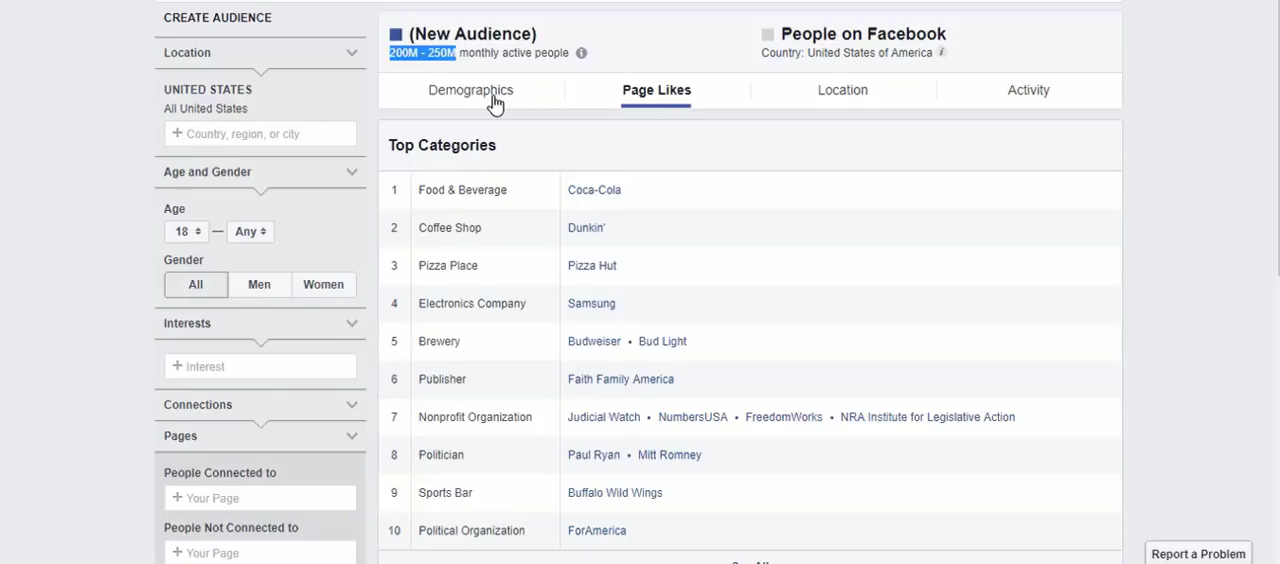 CREATE AUDIENCE
Location
UNITED STATES
All United States
+ Country, region, or city
Age and Gender
Age
18 — Any
Gender
All Men Women
Interests
+ Interest
Connections
Pages
People Connected to
+ Your Page
People Not Connected to
+ Your Page
(New Audience)
200M - 250M monthly active people
People on Facebook
Country: United States of America
Demographics Page Likes Location Activity
Top Categories
1 Food & Beverage Coca-Cola
2 Coffee Shop Dunkin'
3 Pizza Place Pizza Hut
4 Electronics Company Samsung
5 Brewery Budweiser • Bud Light
6 Publisher Faith Family America
7 Nonprofit Organization Judicial Watch • NumbersUSA • FreedomWorks • NRA Institute for Legislative Action
8 Politician Paul Ryan • Mitt Romney
9 Sports Bar Buffalo Wild Wings
10 Political Organization ForAmerica
Report a Problem